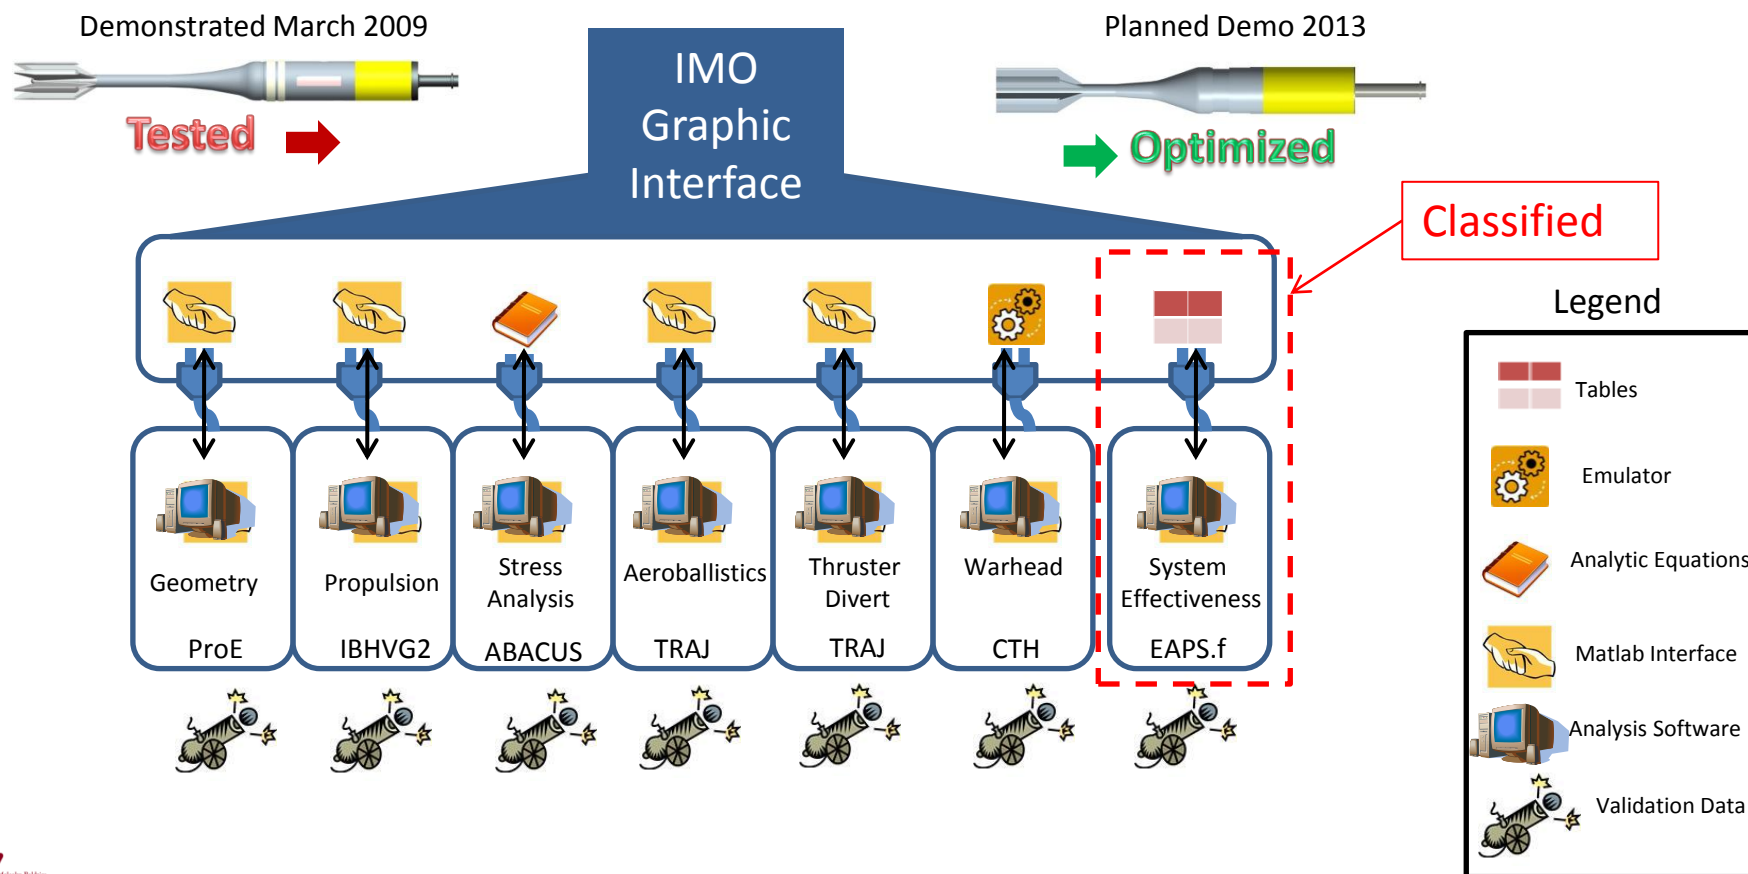 Demonstrated March 2009
Planned Demo 2013
Tested
Optimized
IMO
Graphic
Interface
Classified
Geometry
ProE
Propulsion
IBHVG2
Stress
Analysis
ABACUS
Aeroballistics
TRAJ
Thruster
Divert
TRAJ
Warhead
CTH
System
Effectiveness
EAPS.f
Legend
Tables
Emulator
Analytic Equations
Matlab Interface
Analysis Software
Validation Data